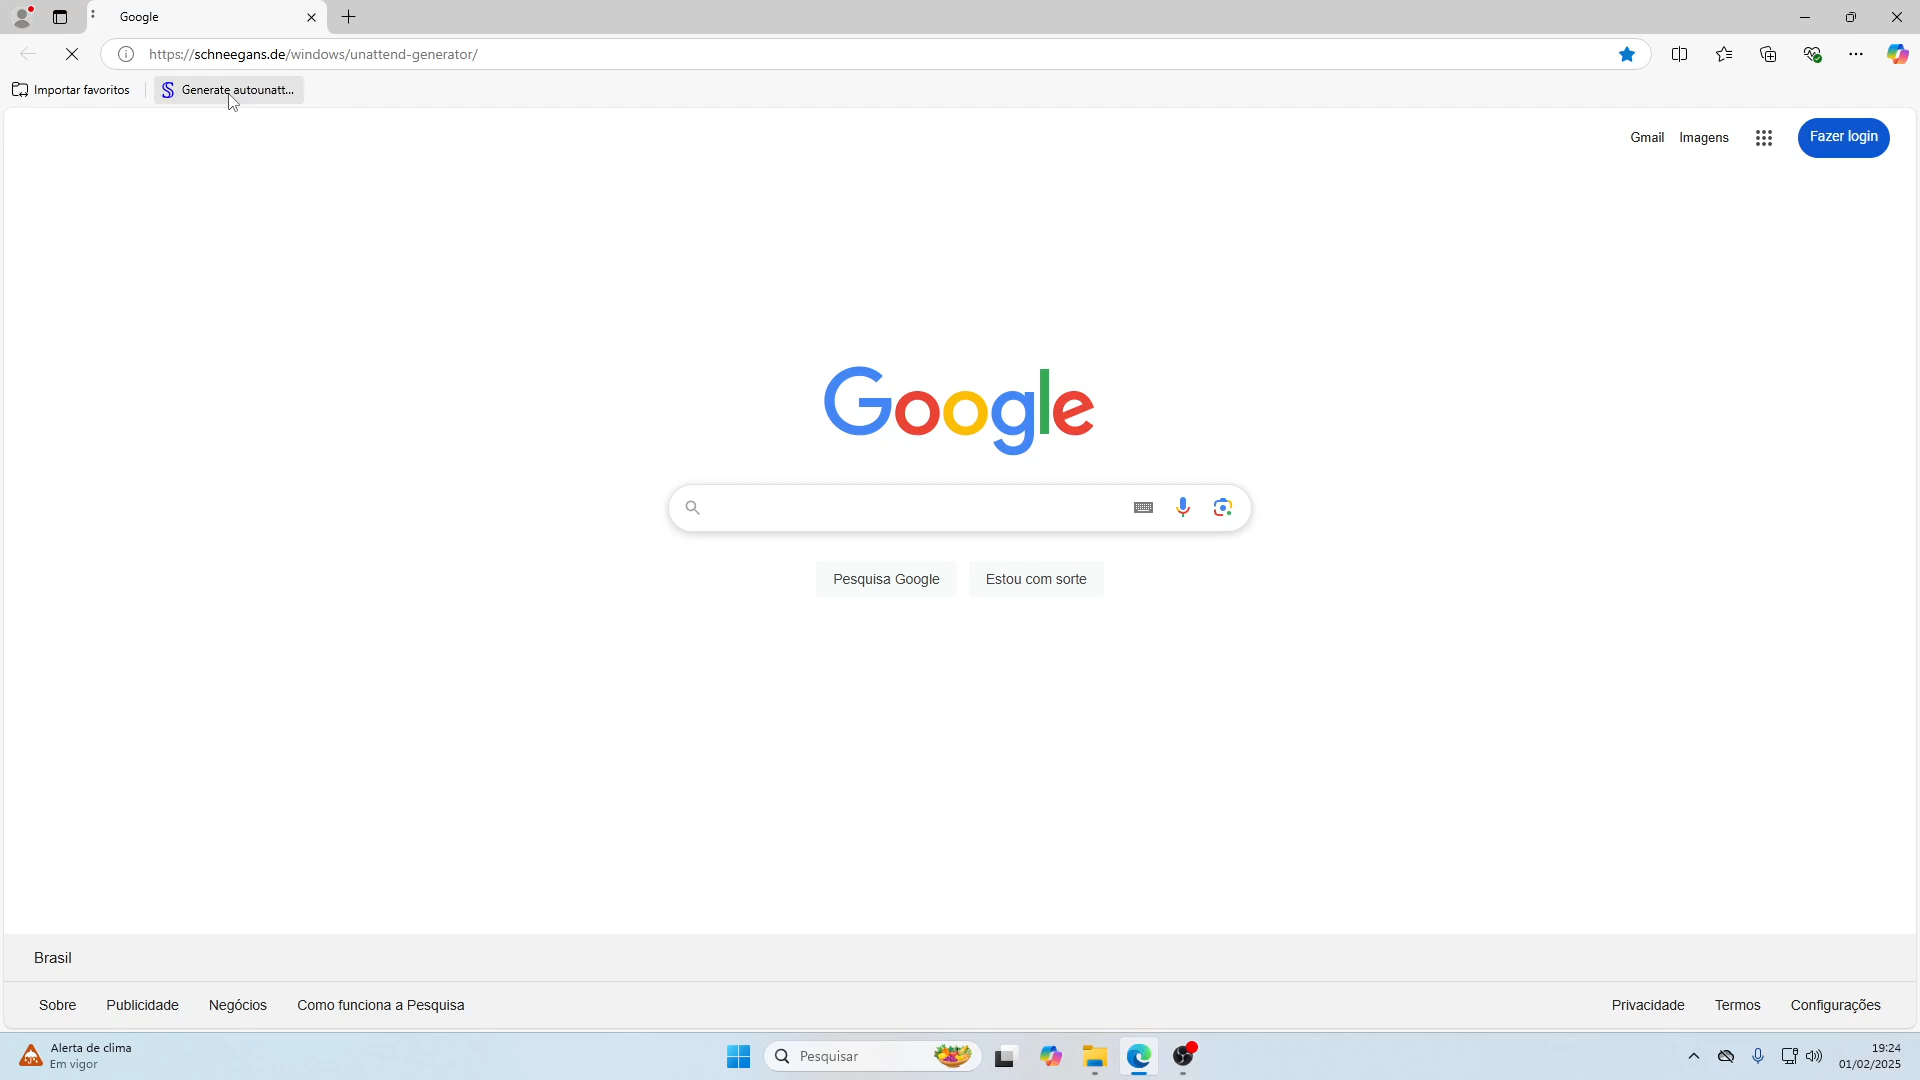 Google
https://schneegans.de/windows/unattend-generator/
Importar favoritos
Generate autounatt...
Gmail Imagens
Fazer login
Google
Pesquisa Google Estou com sorte
Brasil
Sobre Publicidade Negócios Como funciona a Pesquisa
Privacidade Termos Configurações
Alerta de clima
Em vigor
Pesquisar
19:24
01/02/2025